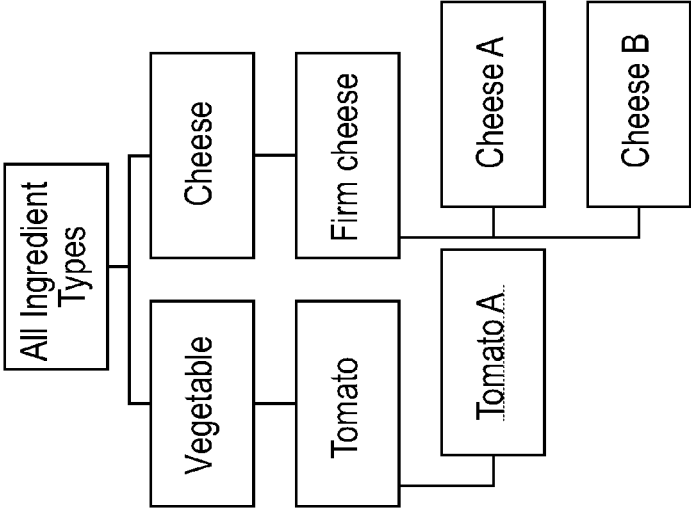 All Ingredient
Types
Vegetable
Cheese
Tomato
Firm cheese
Tomato A
Cheese A
Cheese B